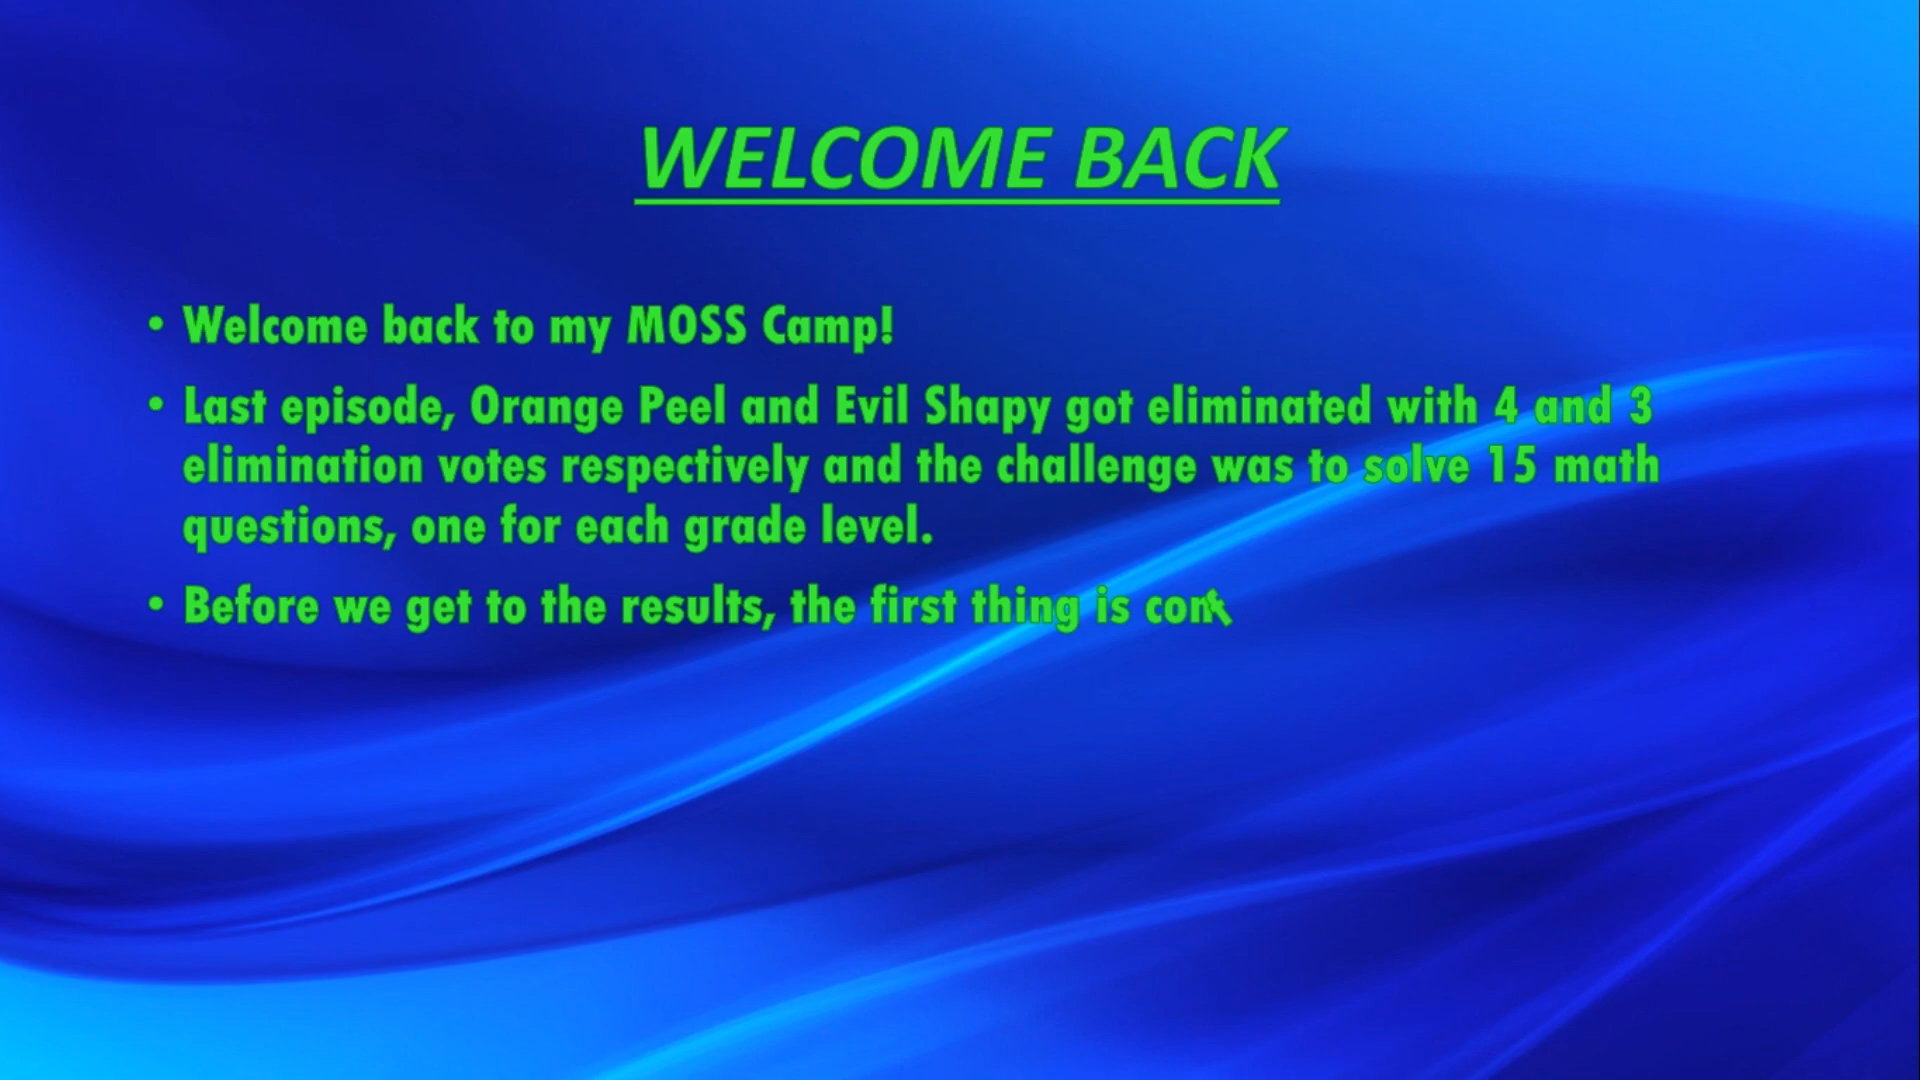 WELCOME BACK
• Welcome back to my MOSS Camp!
• Last episode, Orange Peel and Evil Shapy got eliminated with 4 and 3
elimination votes respectively and the challenge was to solve 15 math
questions, one for each grade level.
• Before we get to the results, the first thing is